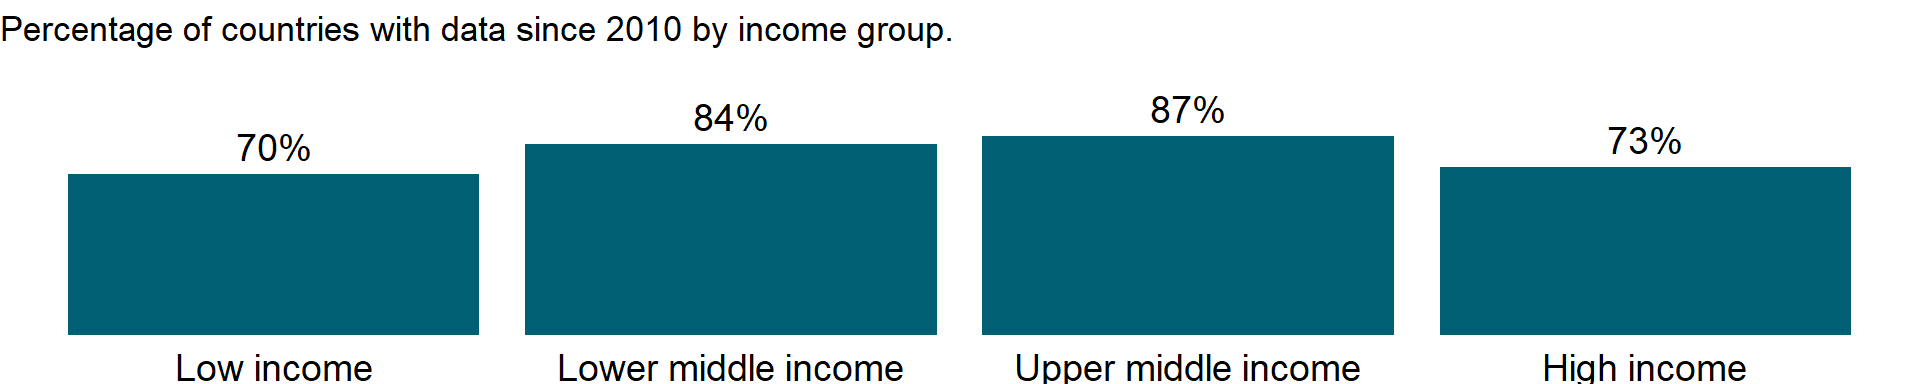 Percentage of countries with data since 2010 by income group.
87%
84%
73%
70%
Low income
Lower middle income
Upper middle income
High income